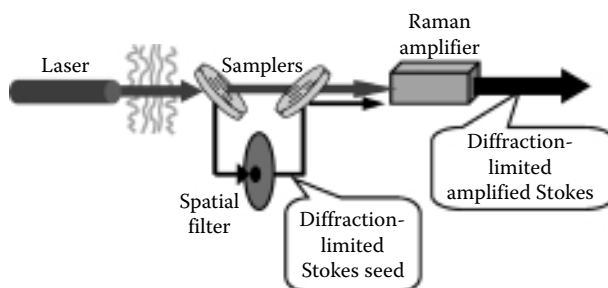 Laser
Samplers
Raman
amplifier
Spatial
filter
Diffraction-
limited
Stokes seed
Diffraction-
limited
amplified Stokes